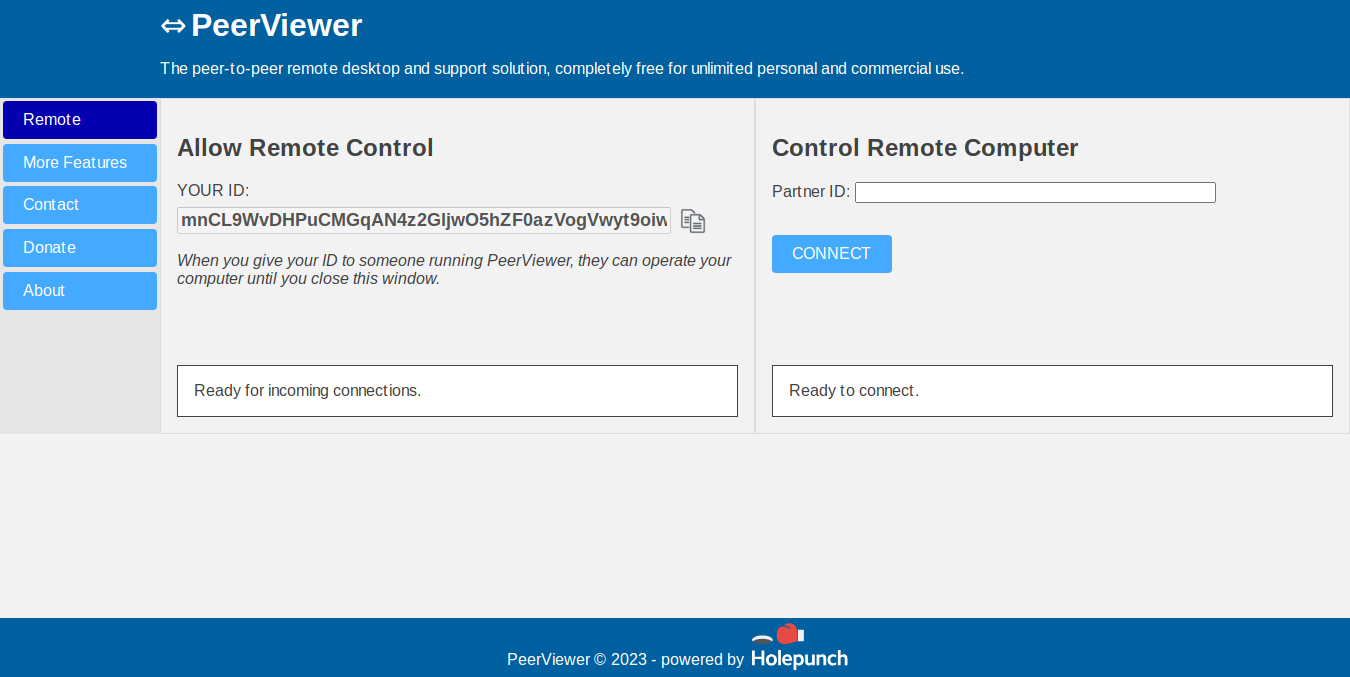 ⇔ PeerViewer
The peer-to-peer remote desktop and support solution, completely free for unlimited personal and commercial use.
Remote
More Features
Contact
Donate
About
Allow Remote Control
YOUR ID:
mnCL9WvDHPuCMGqAN4z2GIjwO5hZF0azVogVwyt9oiw
When you give your ID to someone running PeerViewer, they can operate your
computer until you close this window.
Ready for incoming connections.
Control Remote Computer
Partner ID:
CONNECT
Ready to connect.
PeerViewer © 2023 - powered by Holepunch